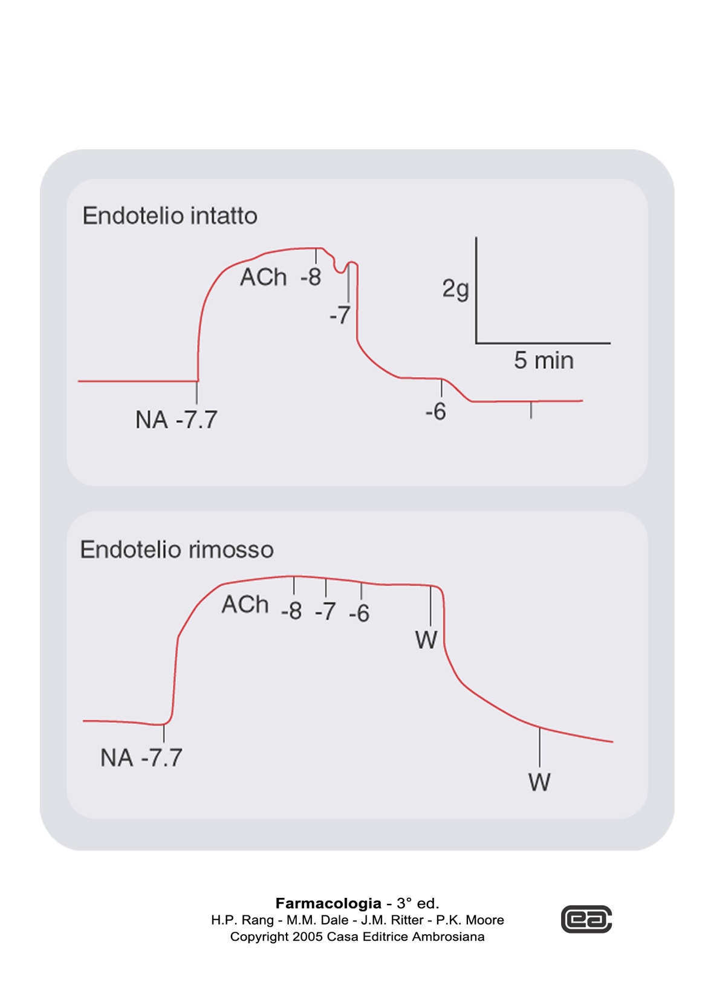 Endotelio intatto
ACh -8
2g
-7
5 min
-6
NA -7.7
Endotelio rimosso
ACh -8 -7 -6
W
NA -7.7
W
Farmacologia - 3° ed.
H.P. Rang - M.M. Dale - J.M. Ritter - P.K. Moore
Copyright 2005 Casa Editrice Ambrosiana
ea